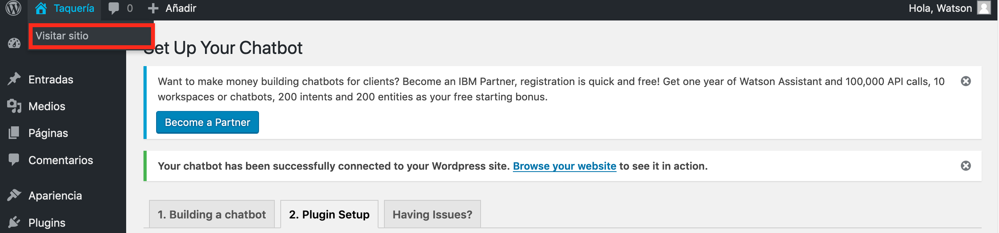 Taquería 0 Añadir Hola, Watson
Visitar sitio
Set Up Your Chatbot
Entradas
Medios
Páginas
Comentarios
Apariencia
Plugins
Want to make money building chatbots for clients? Become an IBM Partner, registration is quick and free! Get one year of Watson Assistant and 100,000 API calls, 10
workspaces or chatbots, 200 intents and 200 entities as your free starting bonus.
Become a Partner
Your chatbot has been successfully connected to your Wordpress site. Browse your website to see it in action.
1. Building a chatbot 2. Plugin Setup Having Issues?